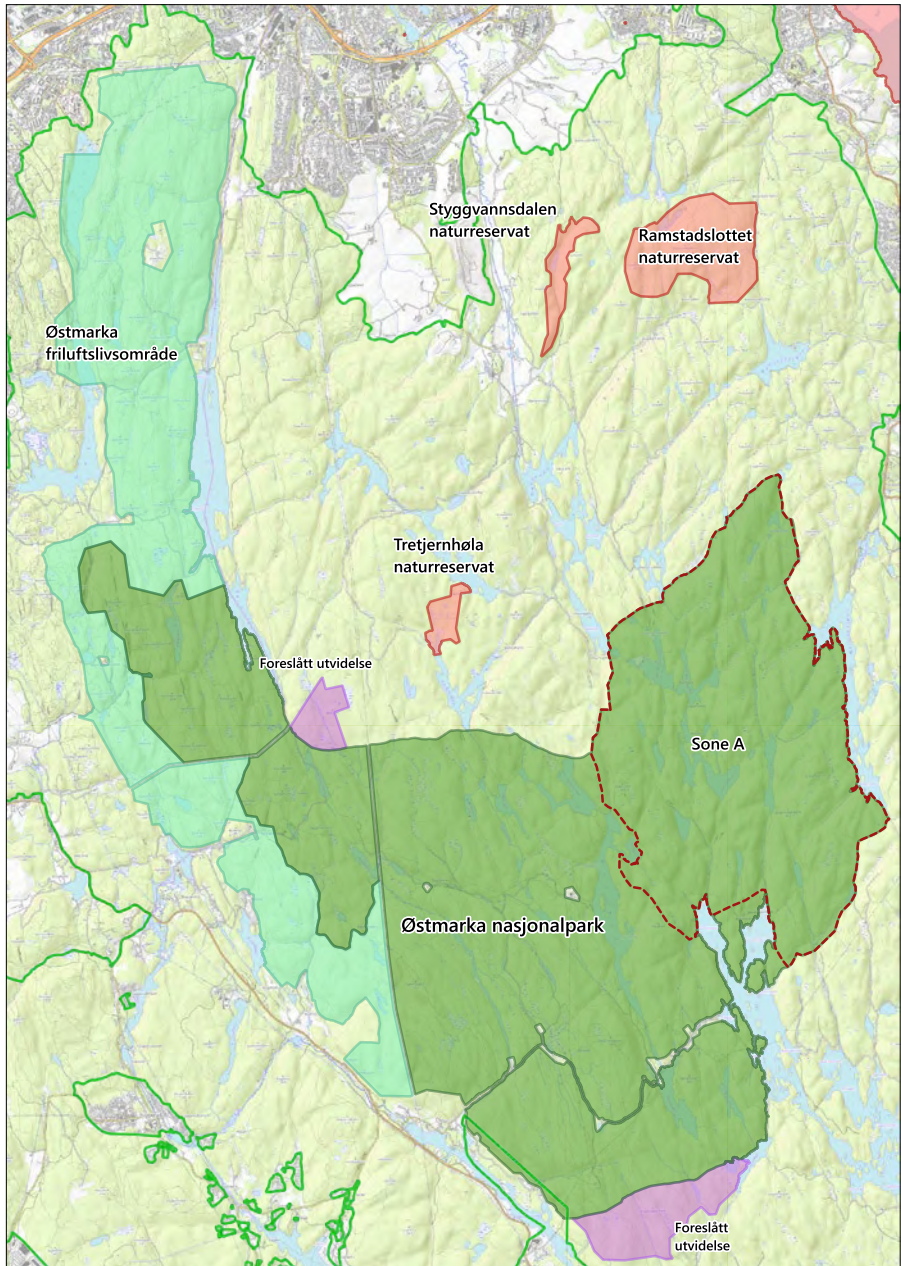 Styggvannsdalen
naturreservat
Ramstadslottet
naturreservat
Østmarka
friluftslivsområde
Tretjernhøla
naturreservat
Foreslått utvidelse
Sone A
Østmarka nasjonalpark
Foreslått
utvidelse